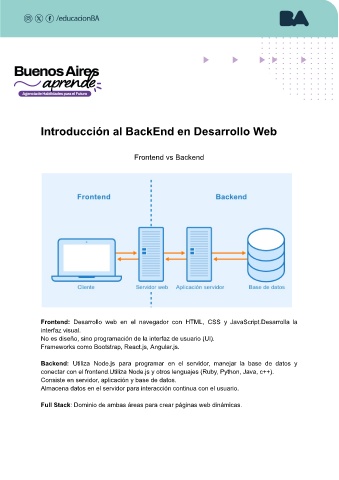 /educacionBA
BA
Buenos Aires
aprende
Agencia de Habilidades para el Futuro
Introducción al BackEnd en Desarrollo Web
Frontend vs Backend
Frontend
Backend
Cliente
Servidor web
Aplicación servidor
Base de datos
Frontend: Desarrollo web en el navegador con HTML, CSS y JavaScript.Desarrolla la
interfaz visual.
No es diseño, sino programación de la interfaz de usuario (UI).
Frameworks como Bootstrap, React.js, Angular.js.
Backend: Utiliza Node.js para programar en el servidor, manejar la base de datos y
conectar con el frontend.Utiliza Node.js y otros lenguajes (Ruby, Python, Java, c++).
Consiste en servidor, aplicación y base de datos.
Almacena datos en el servidor para interacción continua con el usuario.
Full Stack: Dominio de ambas áreas para crear páginas web dinámicas.